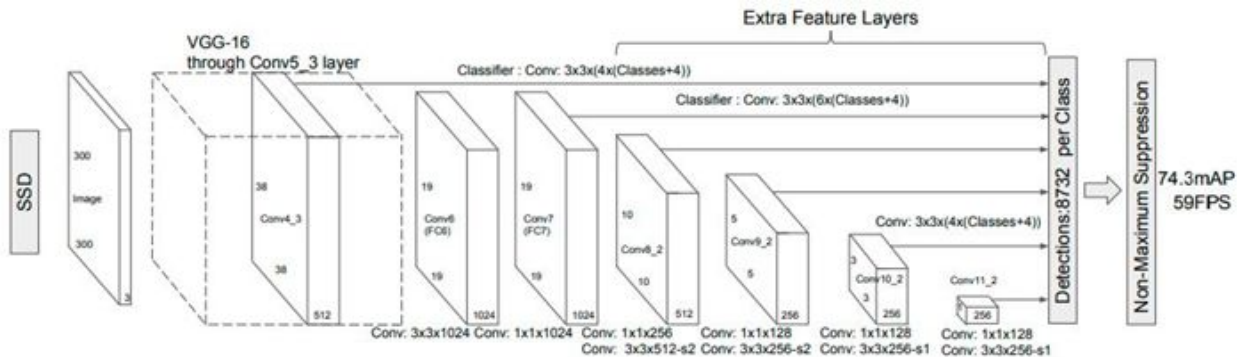 Extra Feature Layers
VGG-16
through Conv5_3 layer
Classifier : Conv: 3x3x(4x(Classes+4))
Classifier : Conv: 3x3x(6x(Classes+4))
SSD
300
Image
300
3
38
Conv4_3
38
512
19
Conv6
(FC6)
19
1024
19
Conv7
(FC7)
19
1024
10
Conv8_2
10
512
5
Conv9_2
5
256
Conv: 3x3x(4x(Classes+4))
3
Conv10_2
3
256
Conv11_2
256
Detections:8732 per Class
Non-Maximum Suppression
74.3mAP
59FPS
Conv: 3x3x1024
Conv: 1x1x1024
Conv: 1x1x256
Conv: 3x3x512-s2
Conv: 1x1x128
Conv: 3x3x256-s2
Conv: 1x1x128
Conv: 3x3x256-s1
Conv: 1x1x128
Conv: 3x3x256-s1